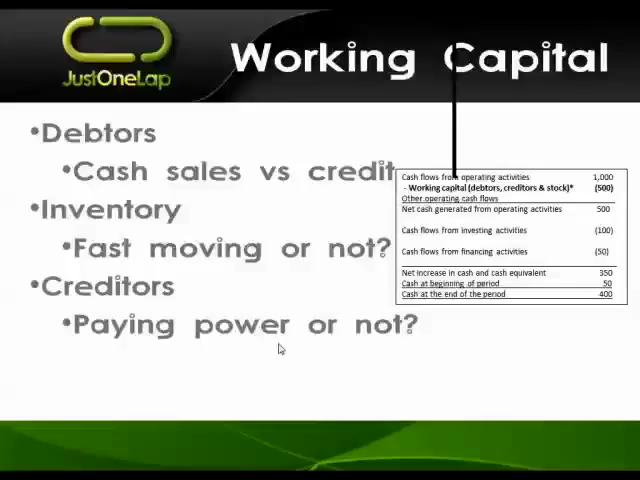 JustOneLap
Working Capital
•Debtors
•Cash sales vs credit
•Inventory
•Fast moving or not?
•Creditors
•Paying power or not?
Cash flows from operating activities 1,000
- Working capital (debtors, creditors & stock)* (500)
Other operating cash flows
Net cash generated from operating activities 500
Cash flows from investing activities (100)
Cash flows from financing activities (50)
Net increase in cash and cash equivalent 350
Cash at beginning of period 50
Cash at the end of the period 400